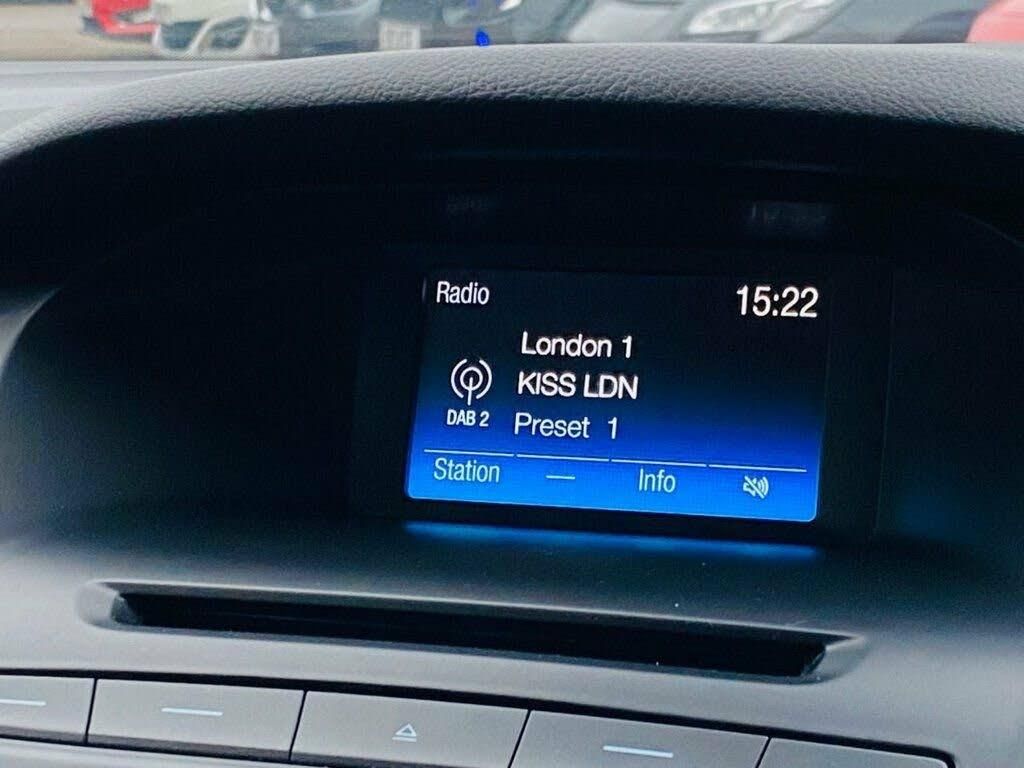 Radio
15:22
London 1
KISS LDN
DAB 2
Preset 1
Station
Info